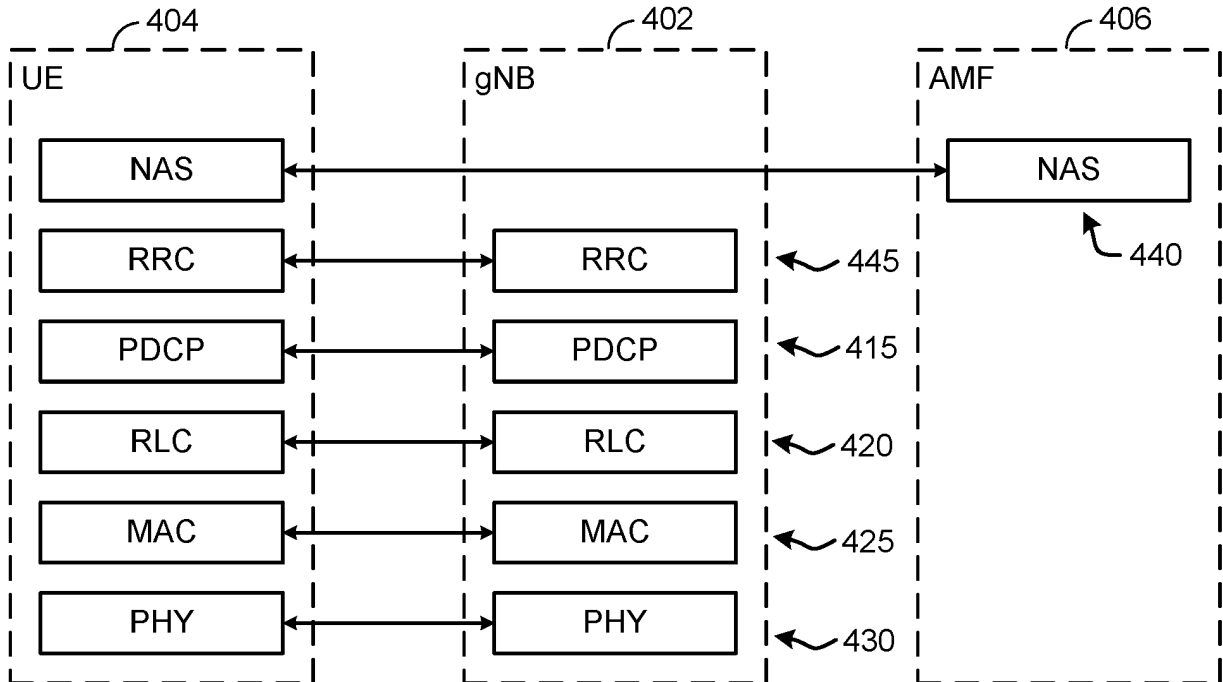 404 402 406
UE gNB AMF
NAS NAS
440
RRC RRC 445
PDCP PDCP 415
RLC RLC 420
MAC MAC 425
PHY PHY 430